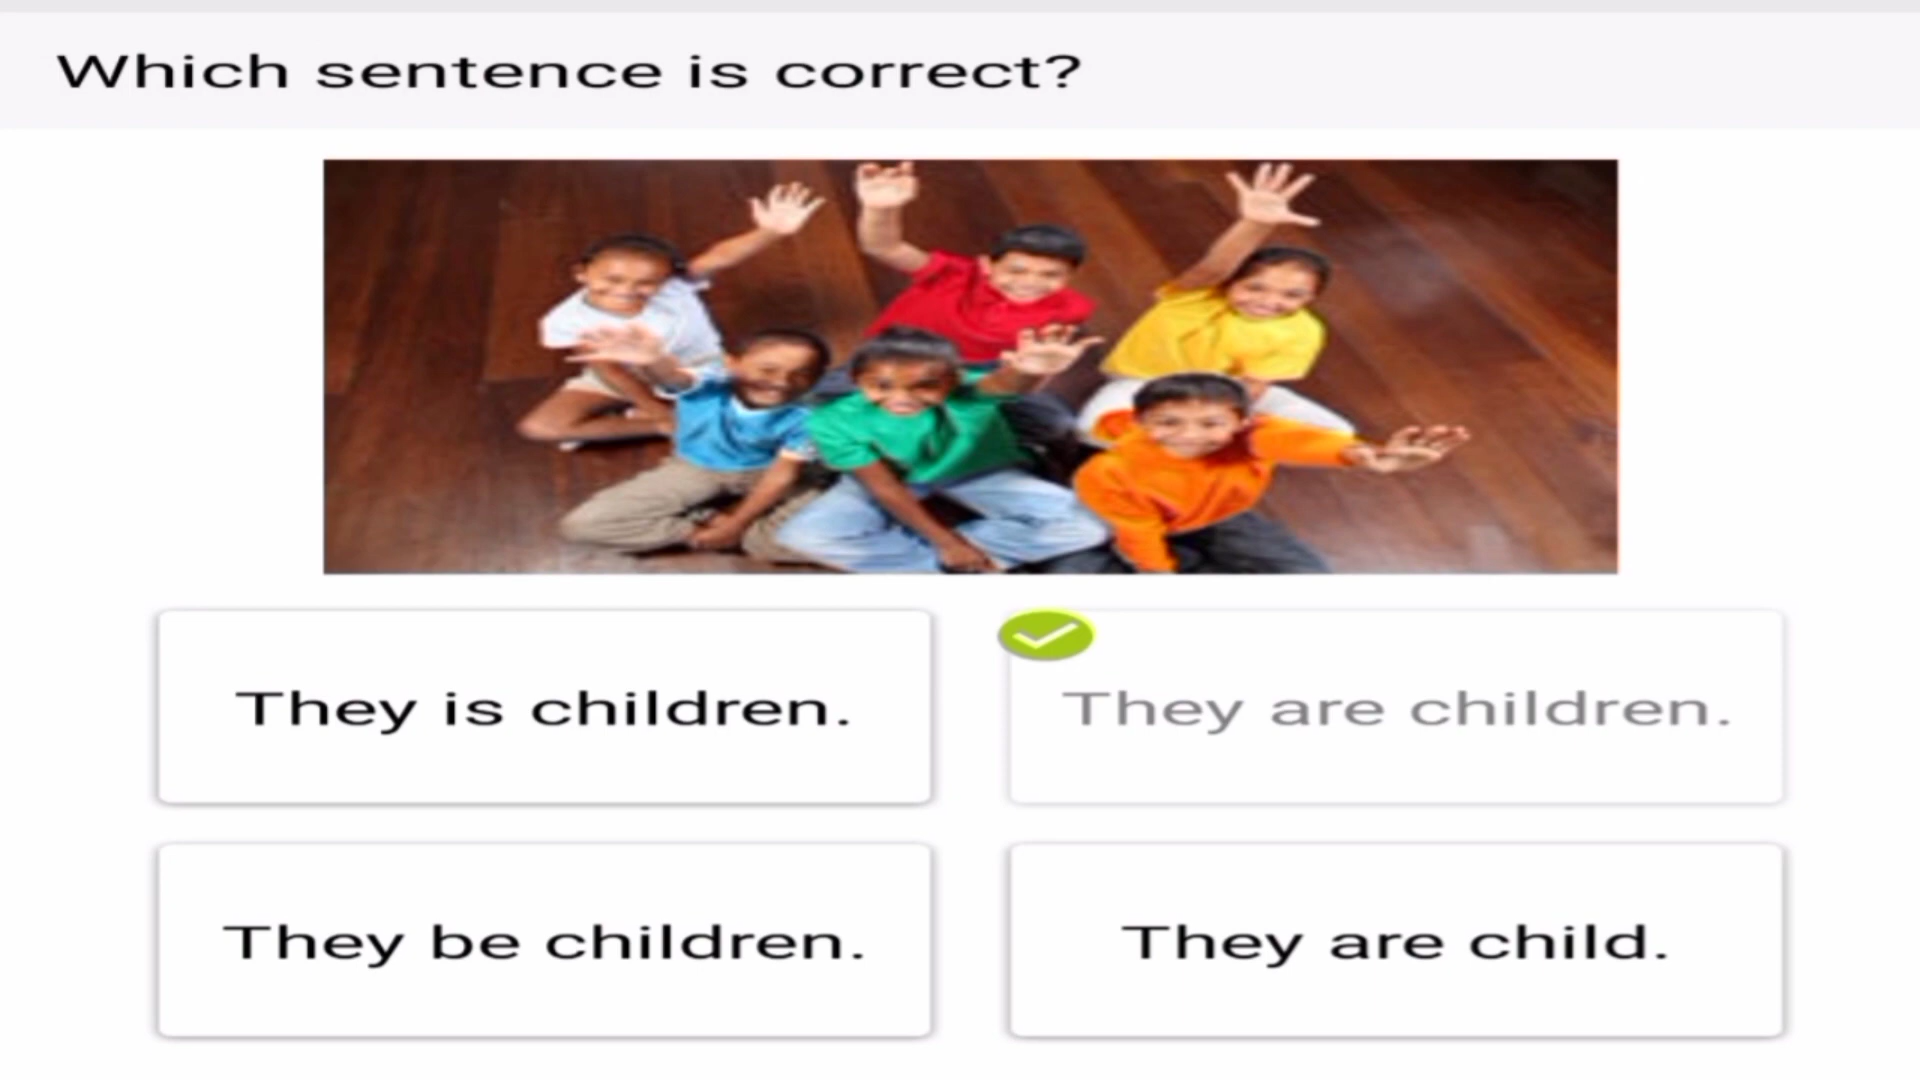 Which sentence is correct?
They is children.
They are children.
They be children.
They are child.